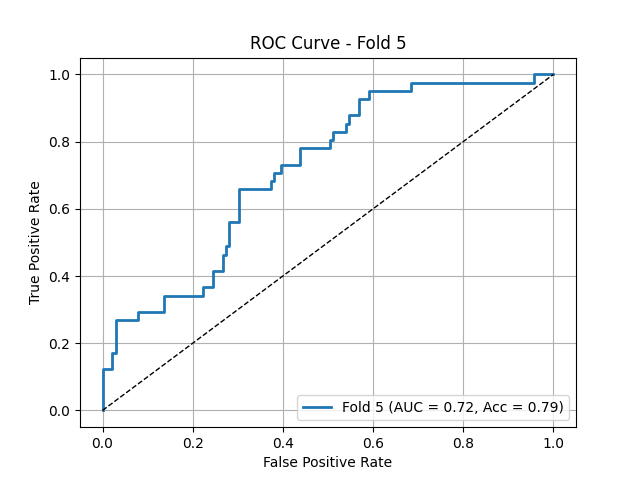 ROC Curve - Fold 5
1.0
0.8
0.6
0.4
0.2
0.0
True Positive Rate
Fold 5 (AUC = 0.72, Acc = 0.79)
0.0 0.2 0.4 0.6 0.8 1.0
False Positive Rate